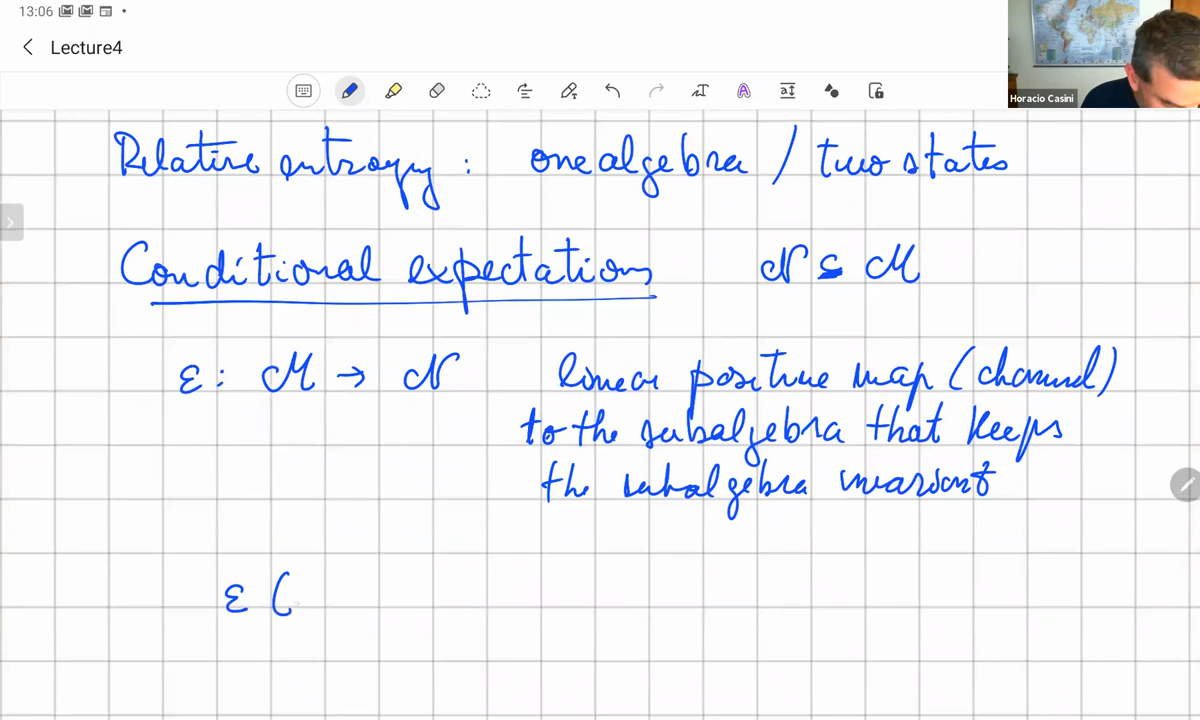 13:06
Lecture4
Horacio Casini
Relative entropy : one algebra / two states
Conditional expectations N ⊆ M
ε : M → N linear positive map (channel)
to the subalgebra that keeps
the subalgebra invariant
ε (